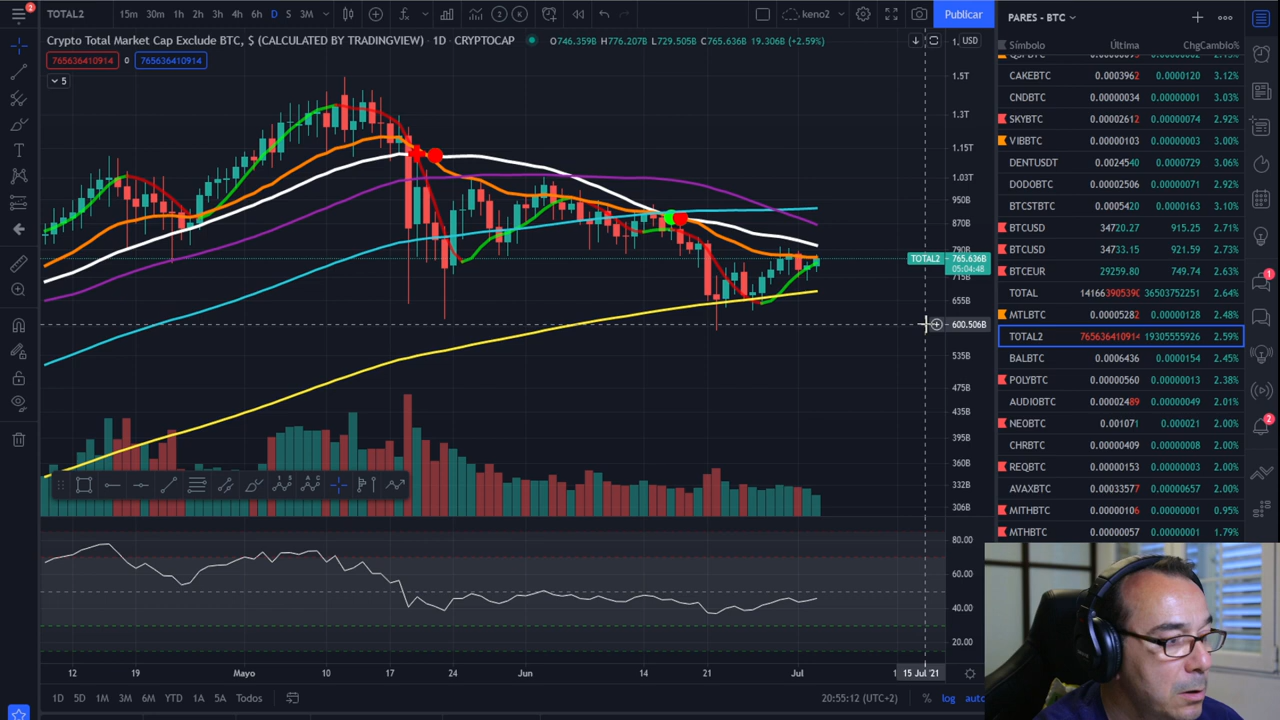 2
TOTAL2
15m 30m 1h 2h 3h 4h 6h D S 3M
2 K
keno2
Publicar
PARES - BTC
Crypto Total Market Cap Exclude BTC, $ (CALCULATED BY TRADINGVIEW) · 1D · CRYPTOCAP
O746.359B H776.207B L729.505B C765.636B 19.306B (+2.59%)
USD
765636410914 0 765636410914
5
1.5T
1.3T
1.15T
1.03T
950B
870B
790B
TOTAL2 765.636B
05:04:48
715B
655B
600.506B
535B
475B
435B
395B
360B
332B
306B
80.00
60.00
40.00
20.00
12 19 Mayo 10 17 24 Jun 14 21 Jul 15 Jul '21
1D 5D 1M 3M 6M YTD 1A 5A Todos
20:55:12 (UTC+2) % log auto
Símbolo Última Chg Cambio%
CAKEBTC 0.0003962 0.0000120 3.12%
CNDBTC 0.00000034 0.00000001 3.03%
SKYBTC 0.00002612 0.00000074 2.92%
VIBBTC 0.00000103 0.00000003 3.00%
DENTUSDT 0.0024540 0.0000729 3.06%
DODOBTC 0.00002506 0.00000071 2.92%
BTCSTBTC 0.0005416 0.0000163 3.10%
BTCUSD 34720.27 915.25 2.71%
BTCUSD 34733.15 921.59 2.73%
BTCEUR 29259.80 749.74 2.63%
TOTAL 1416639053 36503752251 2.64%
MTLBTC 0.00005282 0.00000128 2.48%
TOTAL2 765636410914 19305555926 2.59%
BALBTC 0.0006436 0.0000154 2.45%
POLYBTC 0.00000560 0.00000013 2.38%
AUDIOBTC 0.00002489 0.00000049 2.01%
NEOBTC 0.001071 0.000021 2.00%
CHRBTC 0.00000409 0.00000008 2.00%
REQBTC 0.00000153 0.00000003 2.00%
AVAXBTC 0.00033577 0.00000657 2.00%
MITHBTC 0.00000106 0.00000001 0.95%
MTHBTC 0.00000057 0.00000001 1.79%
1
2